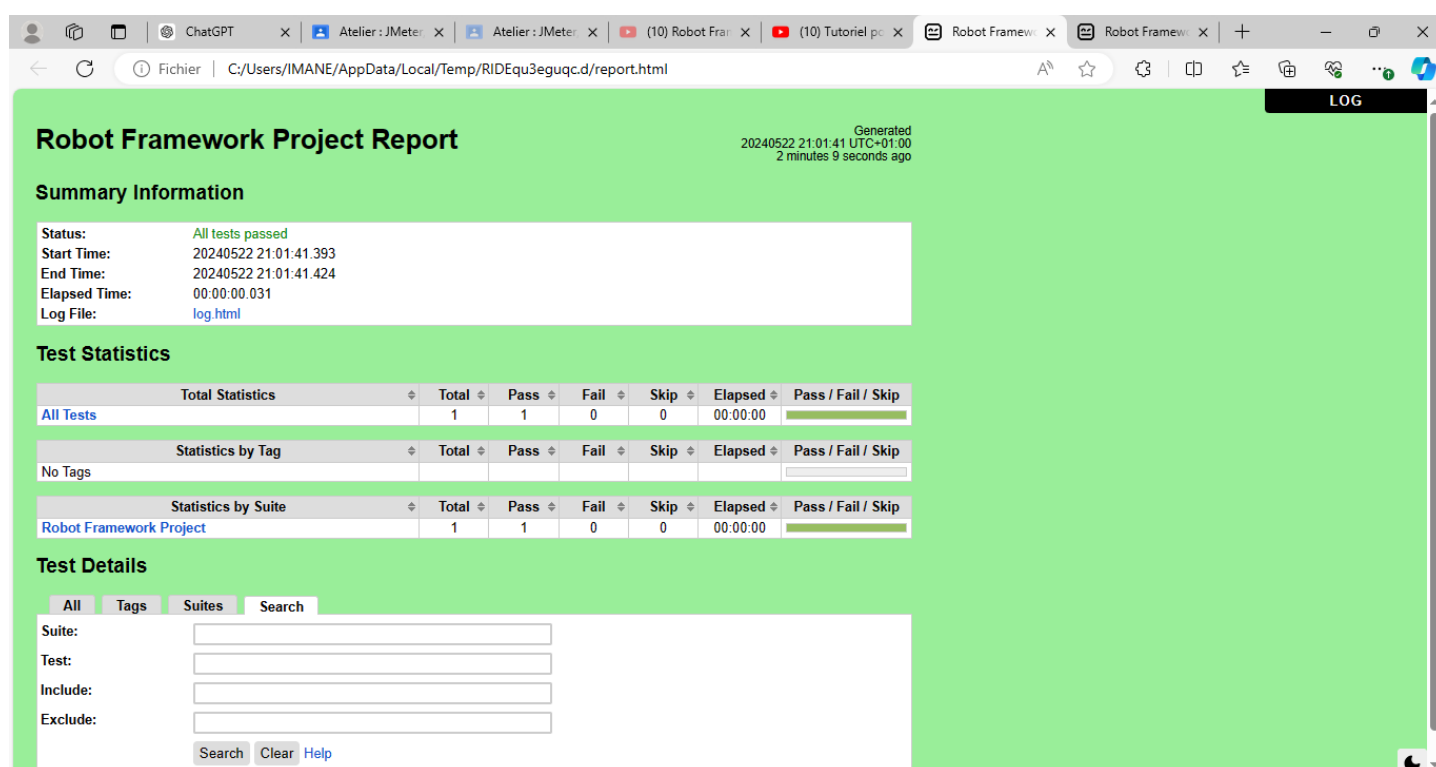 ChatGPT Atelier : JMeter Atelier : JMeter (10) Robot Fran (10) Tutoriel pc Robot Framew Robot Framew
Fichier C:/Users/IMANE/AppData/Local/Temp/RIDEqu3eguqc.d/report.html
LOG
Robot Framework Project Report
Generated
20240522 21:01:41 UTC+01:00
2 minutes 9 seconds ago
Summary Information
Status: All tests passed
Start Time: 20240522 21:01:41.393
End Time: 20240522 21:01:41.424
Elapsed Time: 00:00:00.031
Log File: log.html
Test Statistics
Total Statistics Total Pass Fail Skip Elapsed Pass / Fail / Skip
All Tests 1 1 0 0 00:00:00
Statistics by Tag Total Pass Fail Skip Elapsed Pass / Fail / Skip
No Tags
Statistics by Suite Total Pass Fail Skip Elapsed Pass / Fail / Skip
Robot Framework Project 1 1 0 0 00:00:00
Test Details
All Tags Suites Search
Suite:
Test:
Include:
Exclude:
Search Clear Help